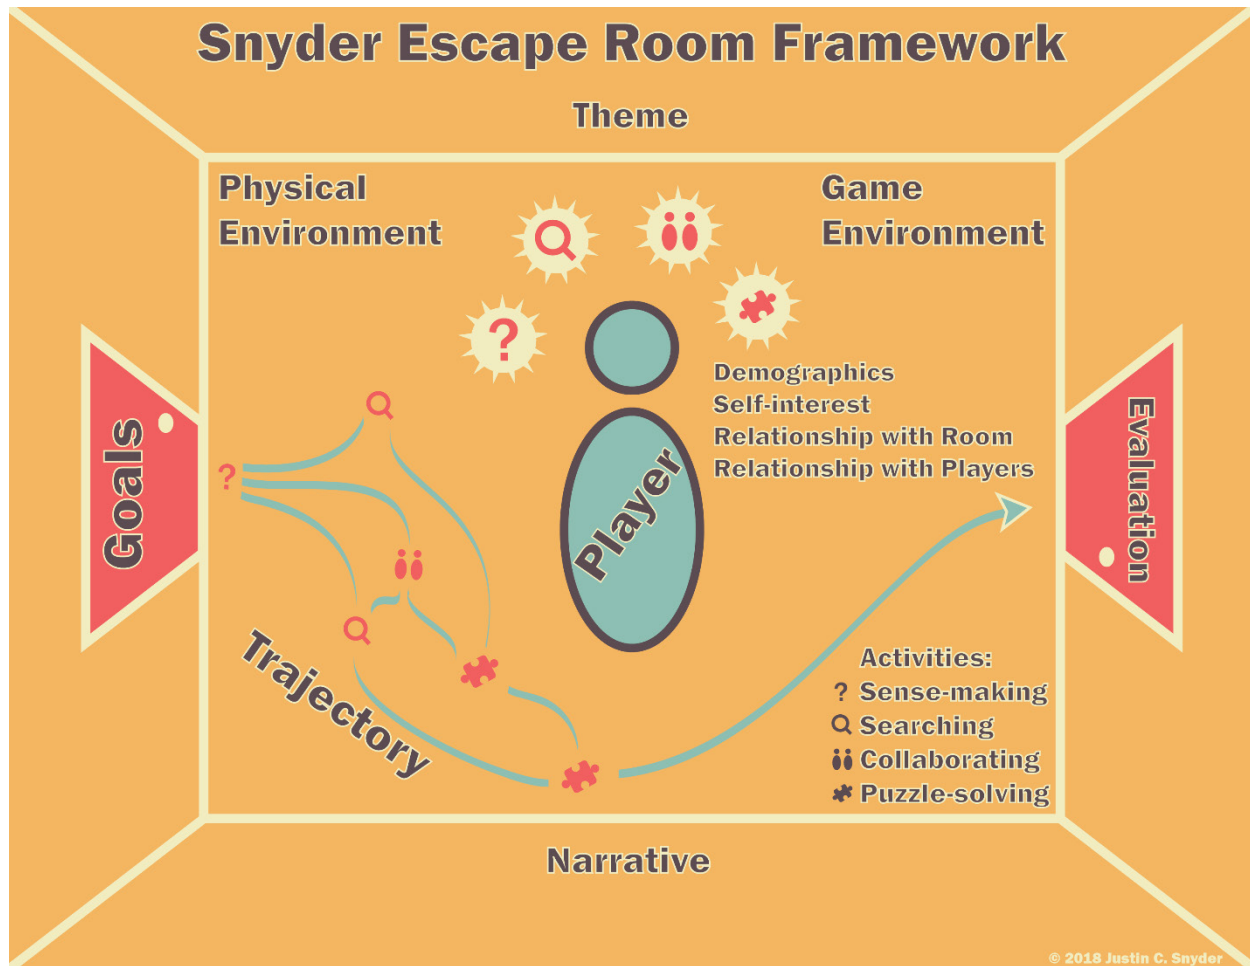 Snyder Escape Room Framework
Theme
Physical
Environment
Game
Environment
?
Demographics
Self-interest
Relationship with Room
Relationship with Players
Goals
?
Player
Evaluation
Trajectory
Activities:
? Sense-making
Searching
Collaborating
Puzzle-solving
Narrative
© 2018 Justin C. Snyder